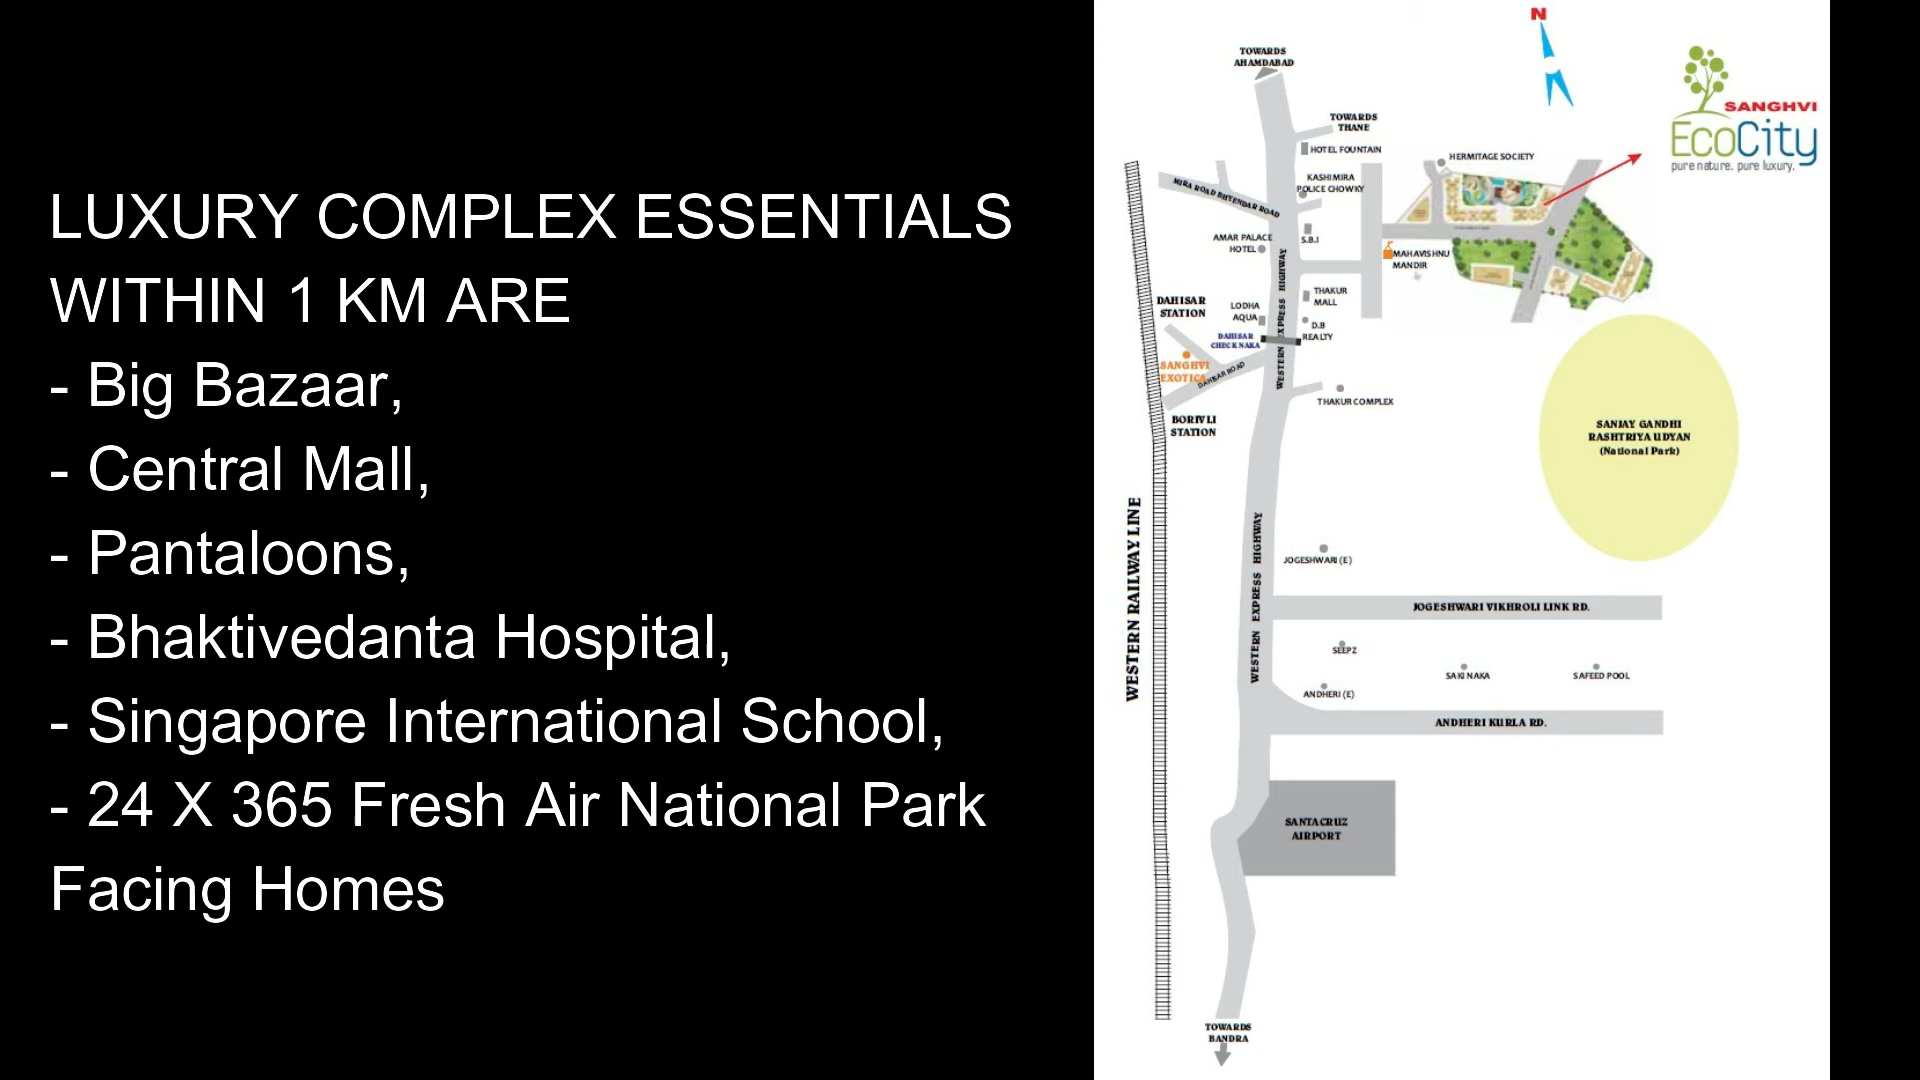 LUXURY COMPLEX ESSENTIALS
WITHIN 1 KM ARE
- Big Bazaar,
- Central Mall,
- Pantaloons,
- Bhaktivedanta Hospital,
- Singapore International School,
- 24 X 365 Fresh Air National Park
Facing Homes
N
TOWARDS
AHAMDABAD
SANGHVI
EcoCity
pure nature. pure luxury.
TOWARDS
THANE
HOTEL FOUNTAIN
HERMITAGE SOCIETY
KASHIMIRA
POLICE CHOWKY
MIRA ROAD BHYENDAR ROAD
AMAR PALACE
HOTEL
S.B.I
MAHAVISHNU
MANDIR
WESTERN EXPRESS HIGHWAY
THAKUR
MALL
DAHISAR
STATION
LODHA
AQUA
D.B
REALTY
DAHISAR
CHECK NAKA
SANGHVI
EXOTICA
DAHISAR ROAD
THAKUR COMPLEX
BORIVLI
STATION
SANJAY GANDHI
RASHTRIYA UDYAN
(National Park)
WESTERN RAILWAY LINE
WESTERN EXPRESS HIGHWAY
JOGESHWARI (E)
JOGESHWARI VIKHROLI LINK RD.
SEEPZ
SAKI NAKA
SAFEED POOL
ANDHERI (E)
ANDHERI KURLA RD.
SANTACRUZ
AIRPORT
TOWARDS
BANDRA